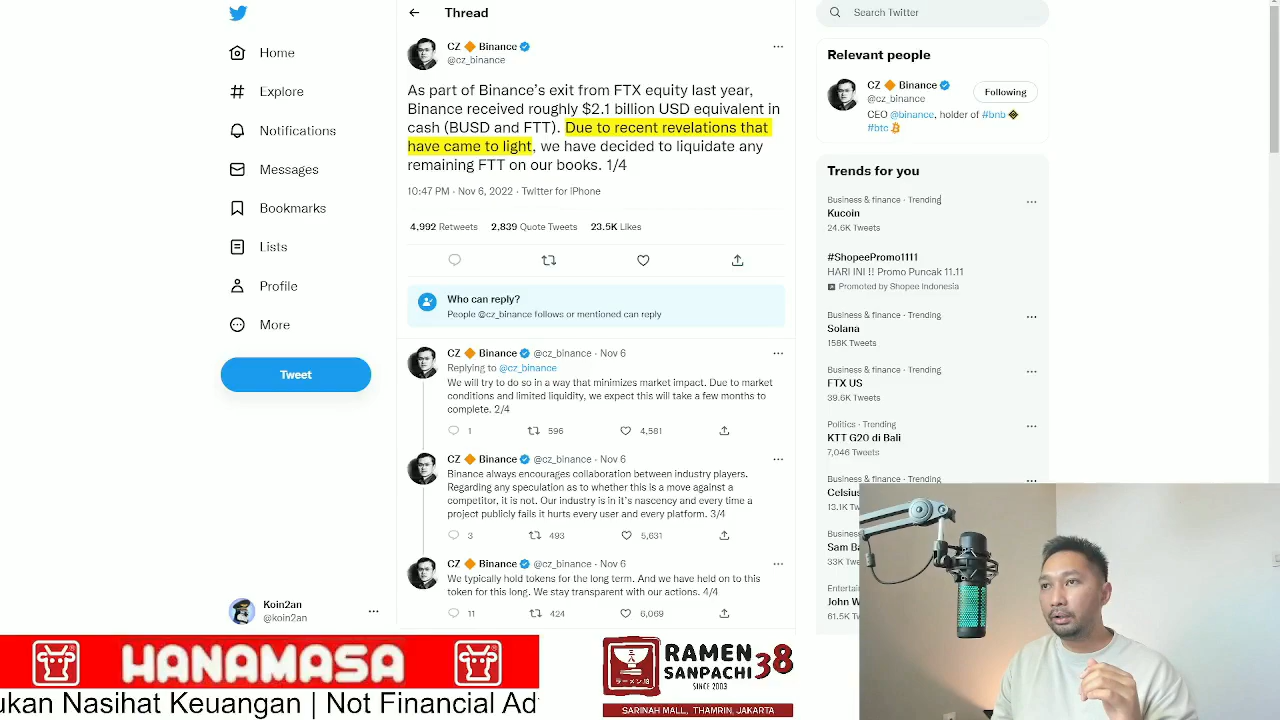 Home
Explore
Notifications
Messages
Bookmarks
Lists
Profile
More
Tweet
Koin2an
@koin2an
Thread
CZ 🔶 Binance
@cz_binance
As part of Binance's exit from FTX equity last year,
Binance received roughly $2.1 billion USD equivalent in
cash (BUSD and FTT). Due to recent revelations that
have came to light, we have decided to liquidate any
remaining FTT on our books. 1/4
10:47 PM · Nov 6, 2022 · Twitter for iPhone
4,992 Retweets 2,839 Quote Tweets 23.5K Likes
Who can reply?
People @cz_binance follows or mentioned can reply
CZ 🔶 Binance @cz_binance · Nov 6
Replying to @cz_binance
We will try to do so in a way that minimizes market impact. Due to market
conditions and limited liquidity, we expect this will take a few months to
complete. 2/4
1 596 4,581
CZ 🔶 Binance @cz_binance · Nov 6
Binance always encourages collaboration between industry players.
Regarding any speculation as to whether this is a move against a
competitor, it is not. Our industry is in it's nascency and every time a
project publicly fails it hurts every user and every platform. 3/4
3 493 5,631
CZ 🔶 Binance @cz_binance · Nov 6
We typically hold tokens for the long term. And we have held on to this
token for this long. We stay transparent with our actions. 4/4
11 424 6,069
Search Twitter
Relevant people
CZ 🔶 Binance
@cz_binance
Following
CEO @binance, holder of #bnb
#btc
Trends for you
Business & finance · Trending
Kucoin
24.6K Tweets
#ShopeePromo1111
HARI INI !! Promo Puncak 11.11
Promoted by Shopee Indonesia
Business & finance · Trending
Solana
158K Tweets
Business & finance · Trending
FTX US
39.6K Tweets
Politics · Trending
KTT G20 di Bali
7,046 Tweets
Business & finance · Trending
Celsius
13.1K Tw
Busines
Sam Ba
33K Tw
Entertai
John W
61.5K Tw
HANAMASA
RAMEN
SANPACHI 38
SINCE 2003
SARINAH MALL, THAMRIN, JAKARTA
ukan Nasihat Keuangan | Not Financial Ad